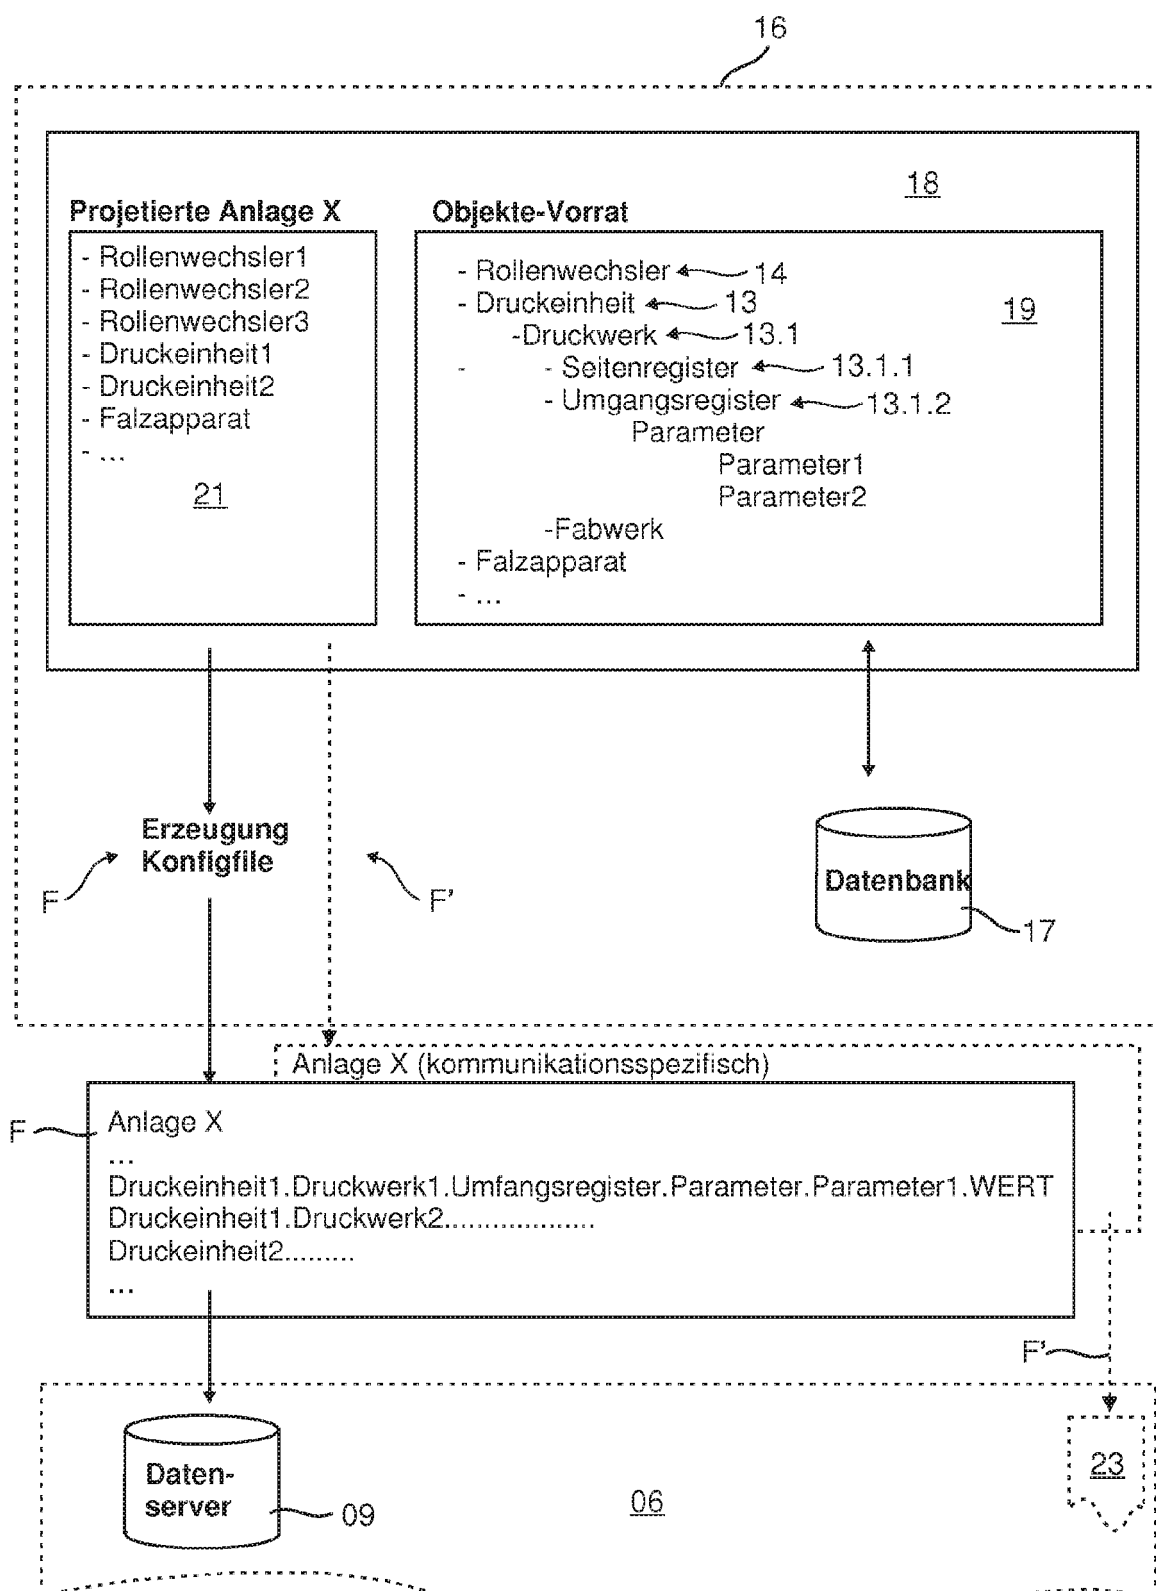 16
18
Projetierte Anlage X
- Rollenwechsler1
- Rollenwechsler2
- Rollenwechsler3
- Druckeinheit1
- Druckeinheit2
- Falzapparat
- ...
21
Objekte-Vorrat
- Rollenwechsler 14
- Druckeinheit 13
19
-Druckwerk 13.1
- - Seitenregister 13.1.1
- Umgangsregister 13.1.2
Parameter
Parameter1
Parameter2
-Fabwerk
- Falzapparat
- ...
Erzeugung
Konfigfile
F
F'
Datenbank
17
Anlage X (kommunikationsspezifisch)
F
Anlage X
...
Druckeinheit1.Druckwerk1.Umfangsregister.Parameter.Parameter1.WERT
Druckeinheit1.Druckwerk2...................
Druckeinheit2.........
...
F'
Daten-
server
09
06
23